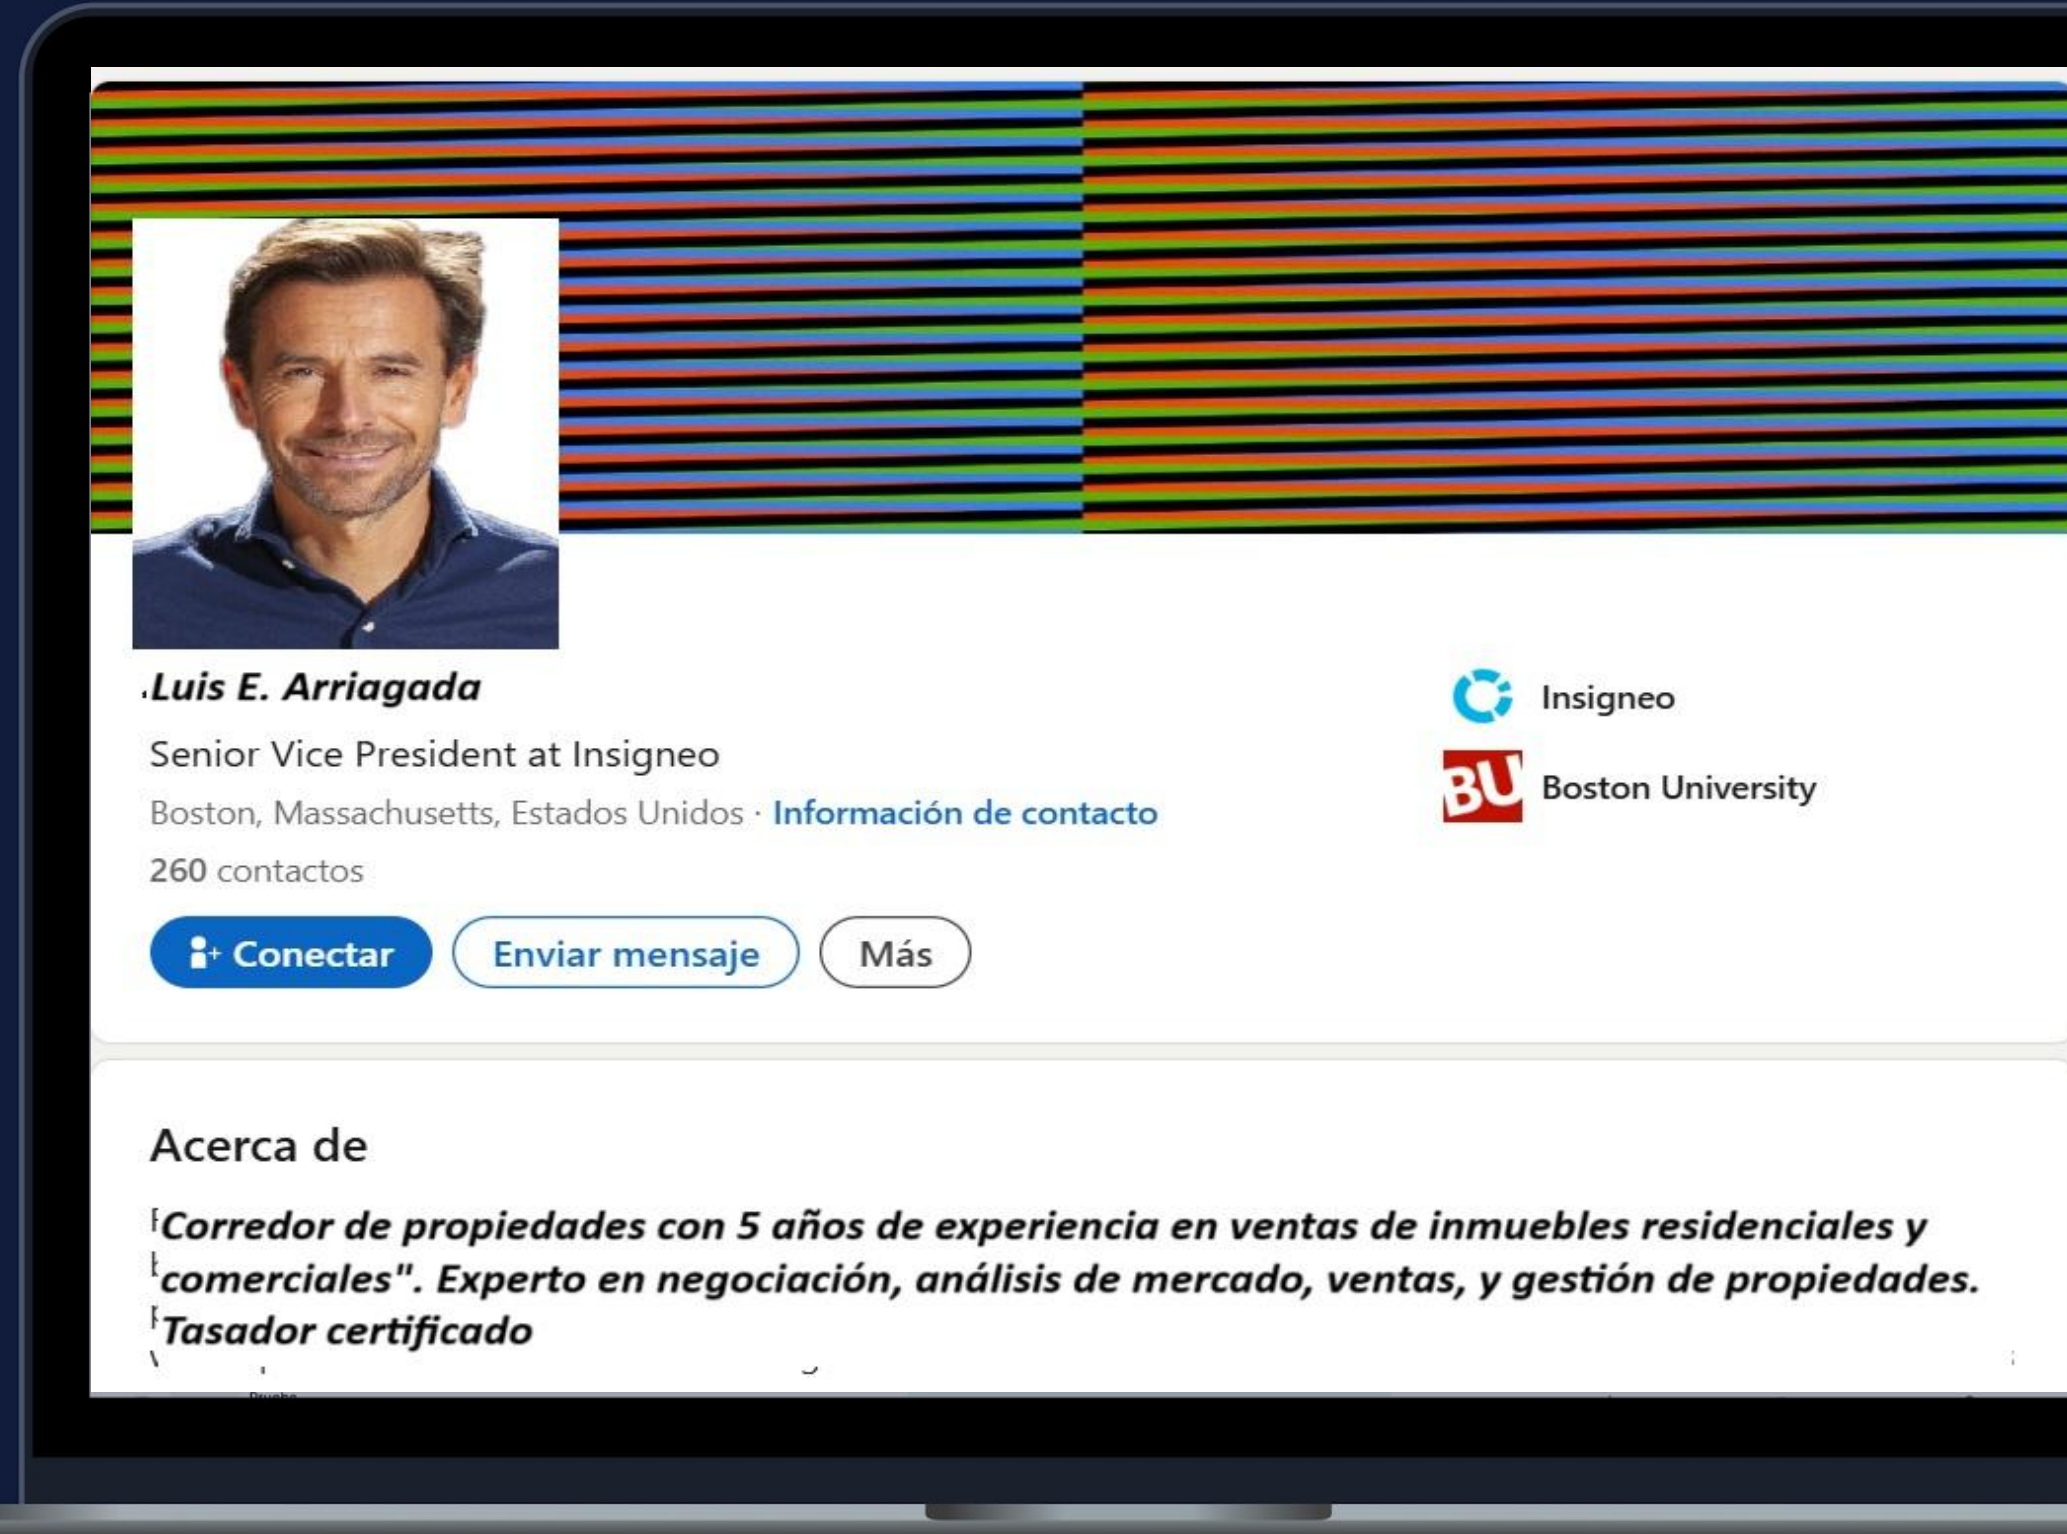 Luis E. Arriagada
Senior Vice President at Insigneo
Boston, Massachusetts, Estados Unidos · Información de contacto
260 contactos
Conectar
Enviar mensaje
Más
Insigneo
BU
Boston University
Acerca de
Corredor de propiedades con 5 años de experiencia en ventas de inmuebles residenciales y
comerciales". Experto en negociación, análisis de mercado, ventas, y gestión de propiedades.
Tasador certificado